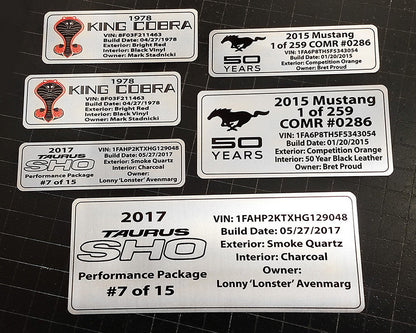 1978
KING COBRA
VIN: 8F03F211463
Build Date: 04/27/1978
Exterior: Bright Red
Interior: Black Vinyl
Owner: Mark Stadnicki
1978
KING COBRA
VIN: 8F03F211463
Build Date: 04/27/1978
Exterior: Bright Red
Interior: Black Vinyl
Owner: Mark Stadnicki
2017
TAURUS
SHO
Performance Package
#7 of 15
VIN: 1FAHP2KTXHG129048
Build Date: 05/27/2017
Exterior: Smoke Quartz
Interior: Charcoal
Owner:
Lonny 'Lonster' Avenmarg
50
YEARS
2015 Mustang
1 of 259 COMR #0286
VIN: 1FA6P8TH5F5343054
Build Date: 01/20/2015
Exterior: Competition Orange
Owner: Bret Proud
50
YEARS
2015 Mustang
1 of 259
COMR #0286
VIN: 1FA6P8TH5F5343054
Build Date: 01/20/2015
Exterior: Competition Orange
Interior: 50 Year Black Leather
Owner: Bret Proud
2017
TAURUS
SHO
Performance Package
#7 of 15
VIN: 1FAHP2KTXHG129048
Build Date: 05/27/2017
Exterior: Smoke Quartz
Interior: Charcoal
Owner:
Lonny 'Lonster' Avenmarg